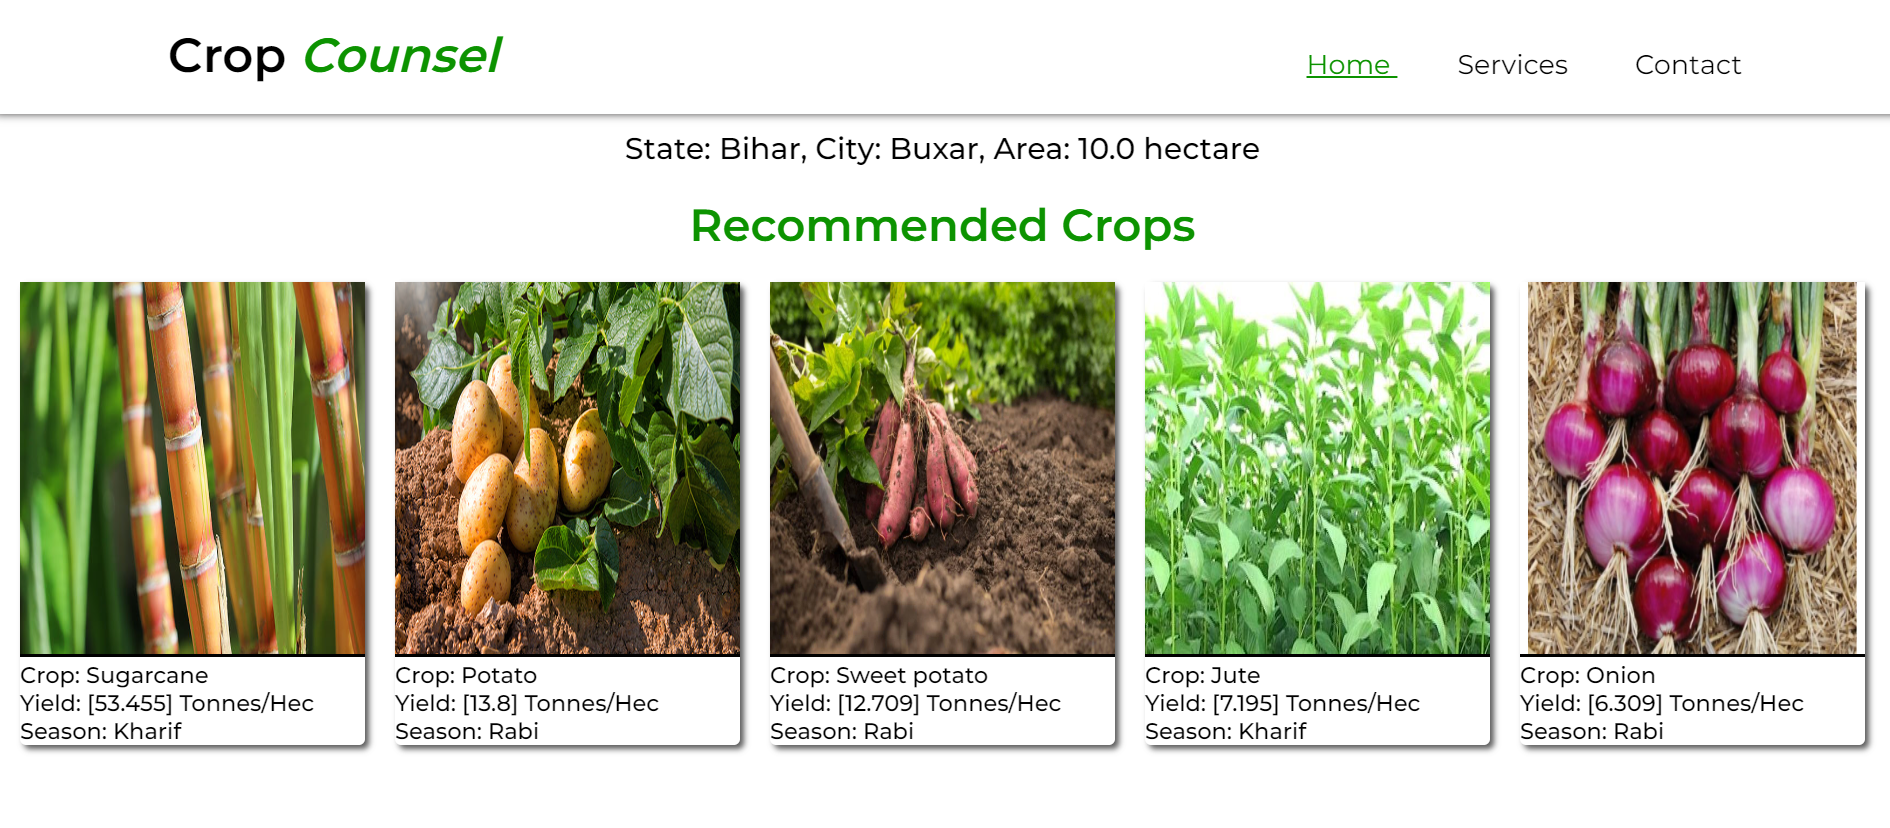 Crop Counsel
Home Services Contact
State: Bihar, City: Buxar, Area: 10.0 hectare
Recommended Crops
Crop: Sugarcane
Yield: [53.455] Tonnes/Hec
Season: Kharif
Crop: Potato
Yield: [13.8] Tonnes/Hec
Season: Rabi
Crop: Sweet potato
Yield: [12.709] Tonnes/Hec
Season: Rabi
Crop: Jute
Yield: [7.195] Tonnes/Hec
Season: Kharif
Crop: Onion
Yield: [6.309] Tonnes/Hec
Season: Rabi